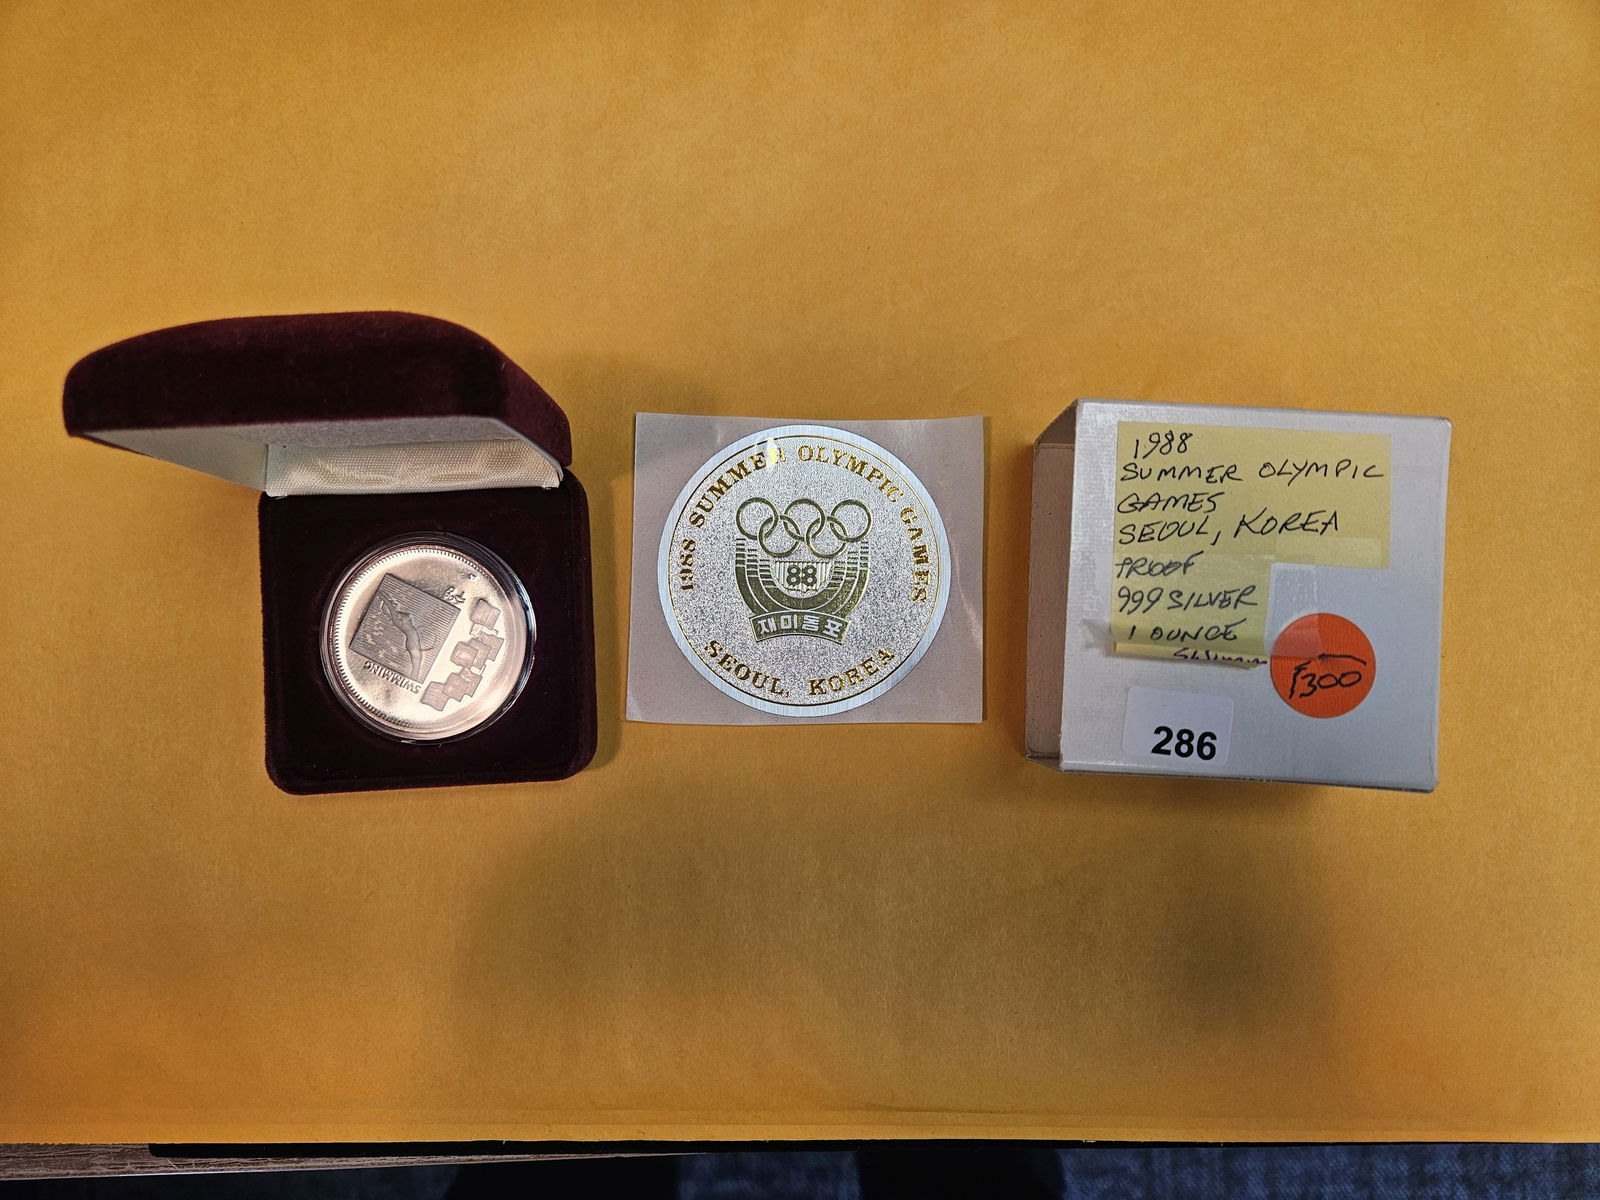 SWIMMING
1988 SUMMER OLYMPIC GAMES
88
재미동포
SEOUL, KOREA
1988
SUMMER OLYMPIC
GAMES
SEOUL, KOREA
PROOF
999 SILVER
1 OUNCE
$300
286